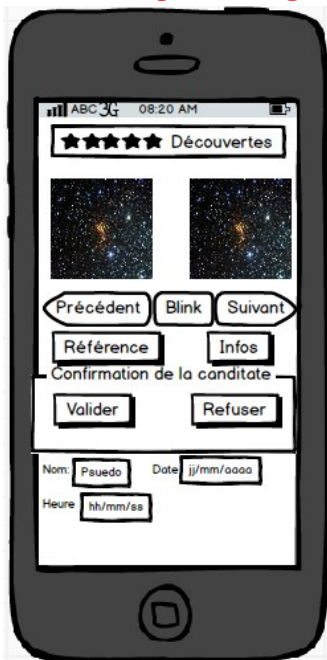 ABC 3G 08:20 AM
★★★★★ Découvertes
Précédent Blink Suivant
Référence Infos
Confirmation de la canditate
Valider Refuser
Nom: Psuedo Date jj/mm/aaaa
Heure hh/mm/ss